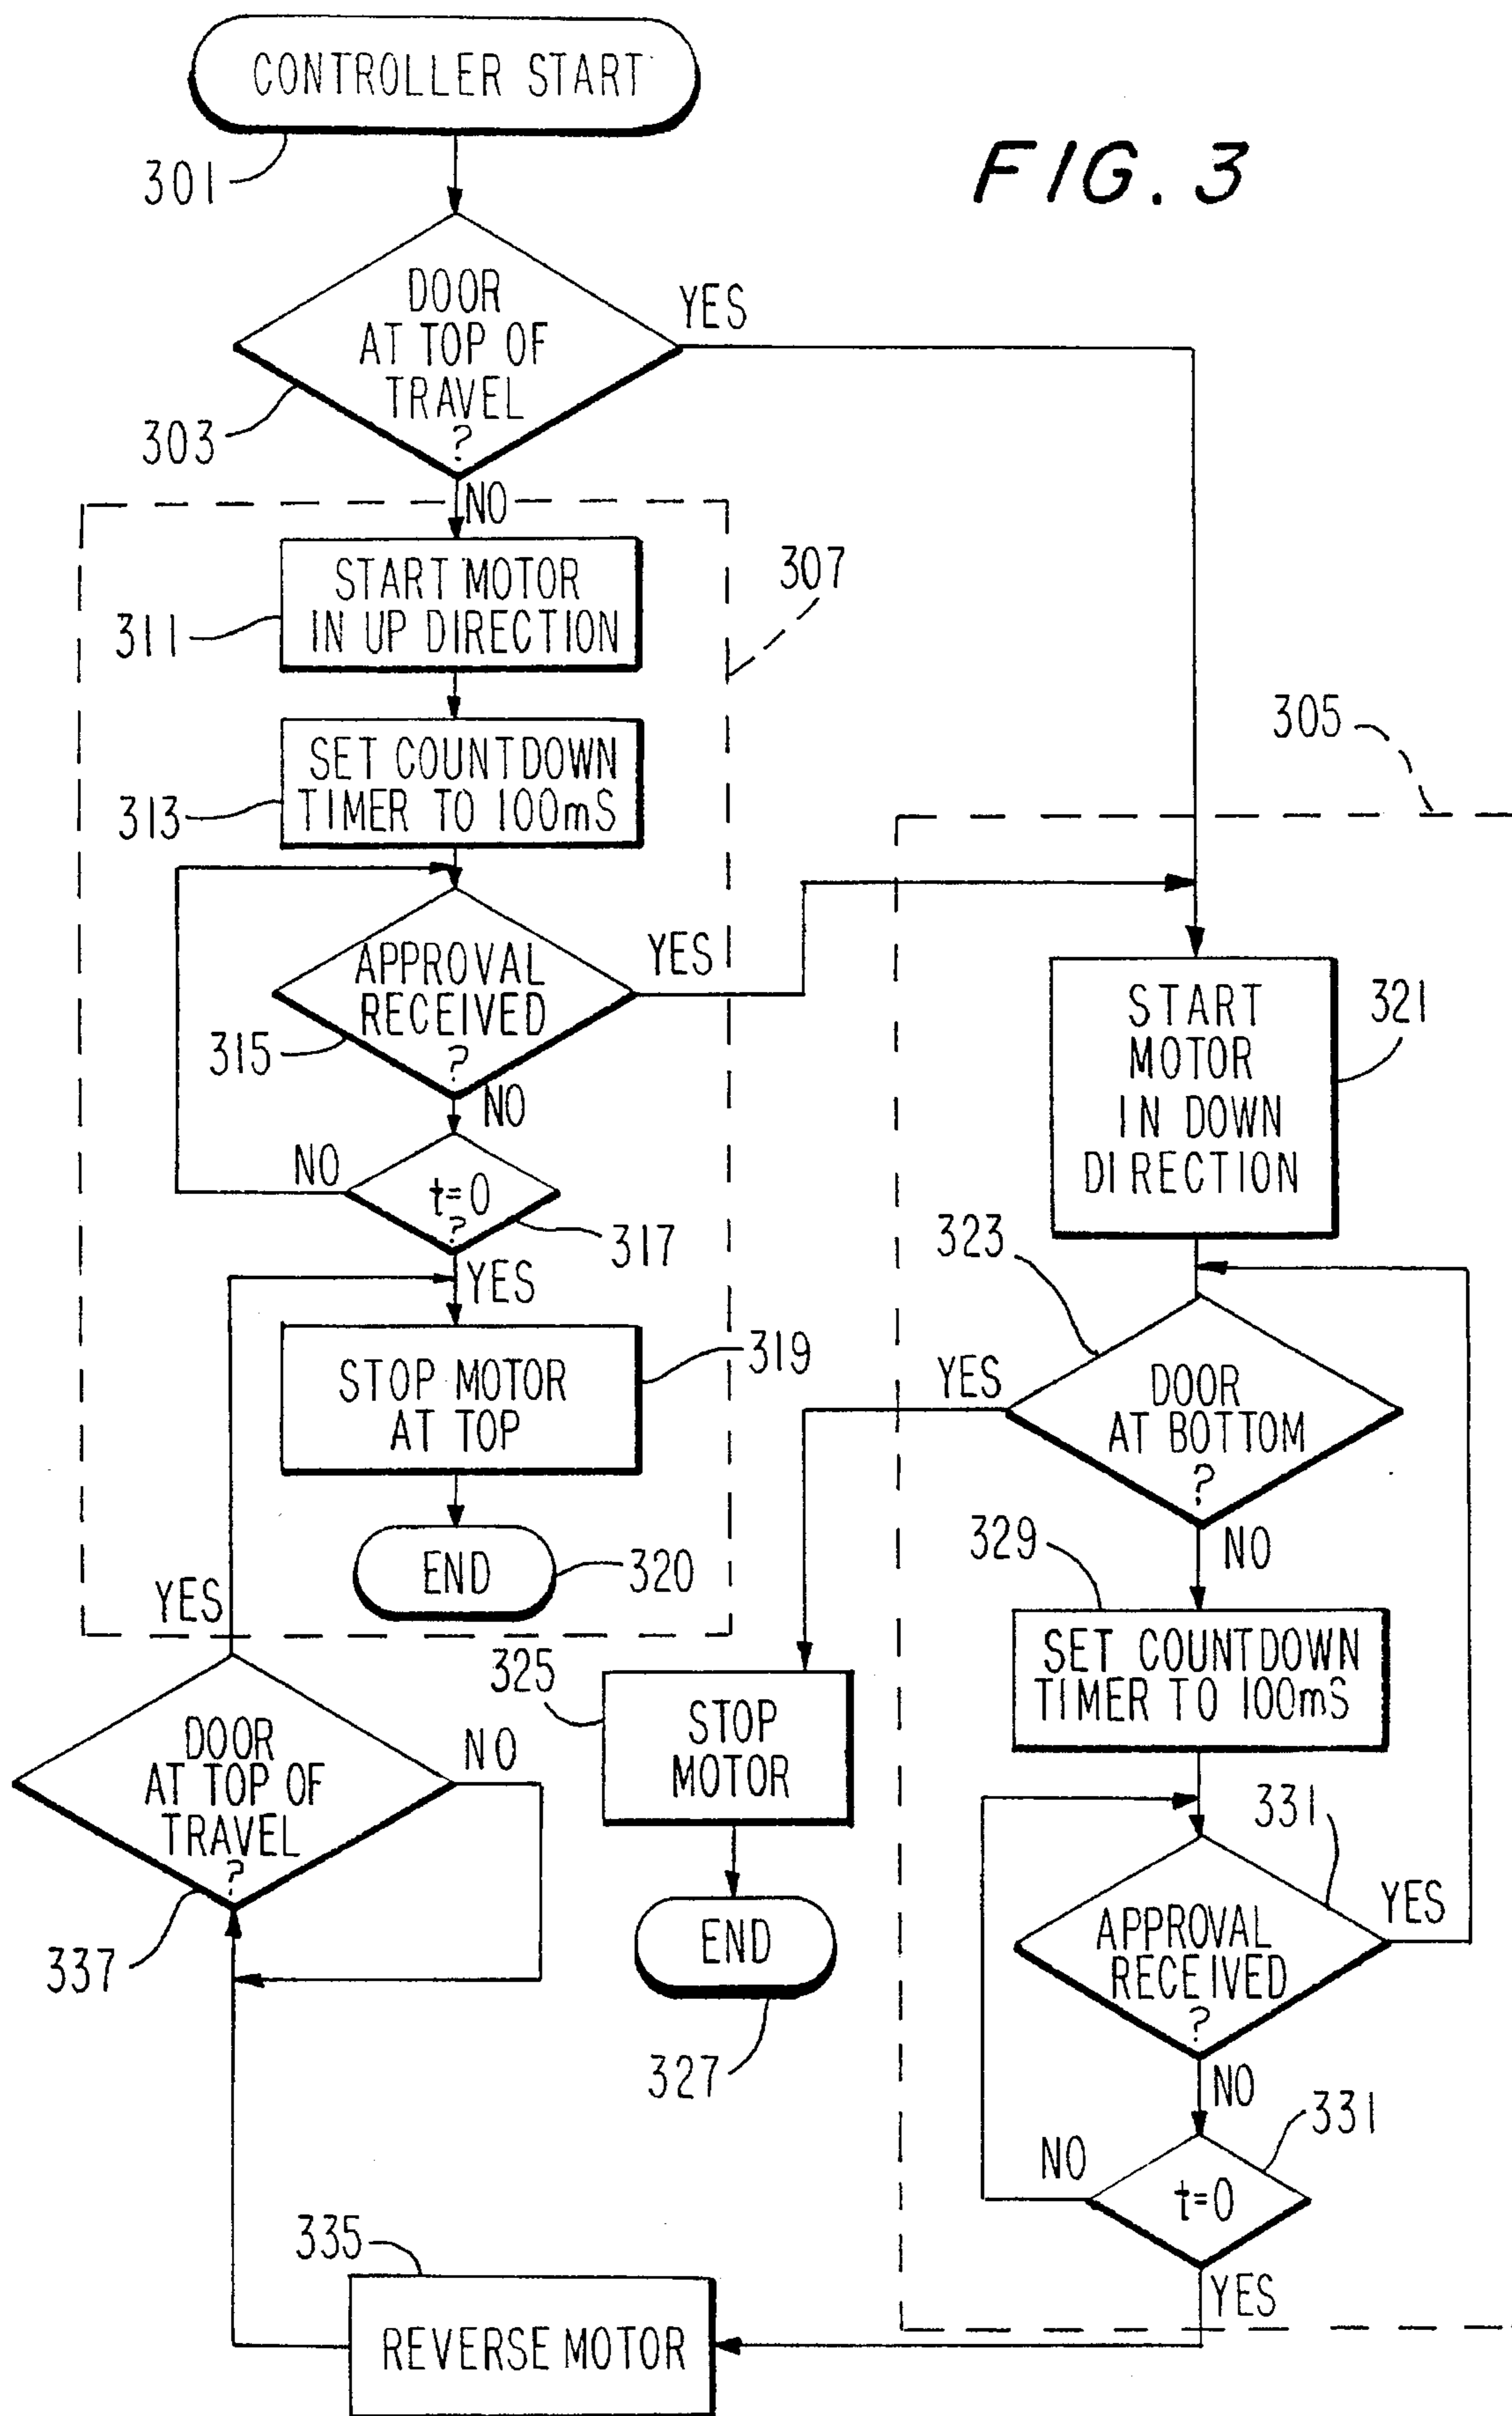 CONTROLLER START
301
FIG. 3
DOOR
AT TOP OF
TRAVEL
?
YES
303
NO
START MOTOR
IN UP DIRECTION
311
307
SET COUNTDOWN
TIMER TO 100mS
313
305
APPROVAL
RECEIVED
?
YES
315
NO
START
MOTOR
IN DOWN
DIRECTION
321
NO
t=0
?
317
YES
323
STOP MOTOR
AT TOP
319
YES
DOOR
AT BOTTOM
?
END
320
329
NO
YES
SET COUNTDOWN
TIMER TO 100mS
325
STOP
MOTOR
DOOR
AT TOP OF
TRAVEL
?
NO
337
331
APPROVAL
RECEIVED
?
YES
END
327
NO
331
NO
t=0
YES
335
REVERSE MOTOR